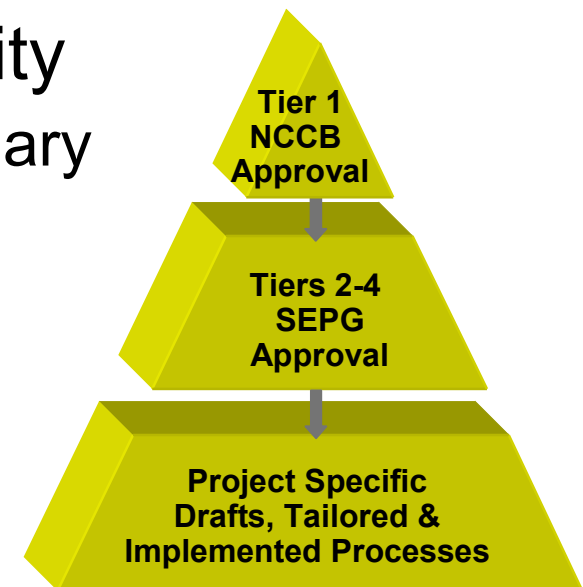 ity
ary
Tier 1
NCCB
Approval
Tiers 2-4
SEPG
Approval
Project Specific
Drafts, Tailored &
Implemented Processes